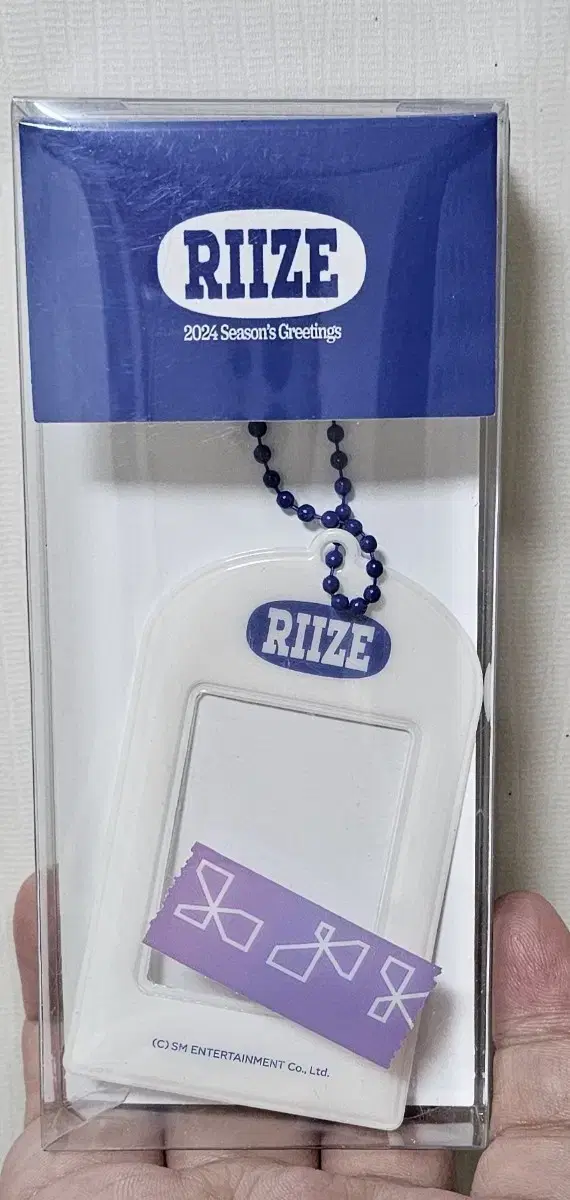 RIIZE
2024 Season's Greetings
RIIZE
(C) SM ENTERTAINMENT Co., Ltd.